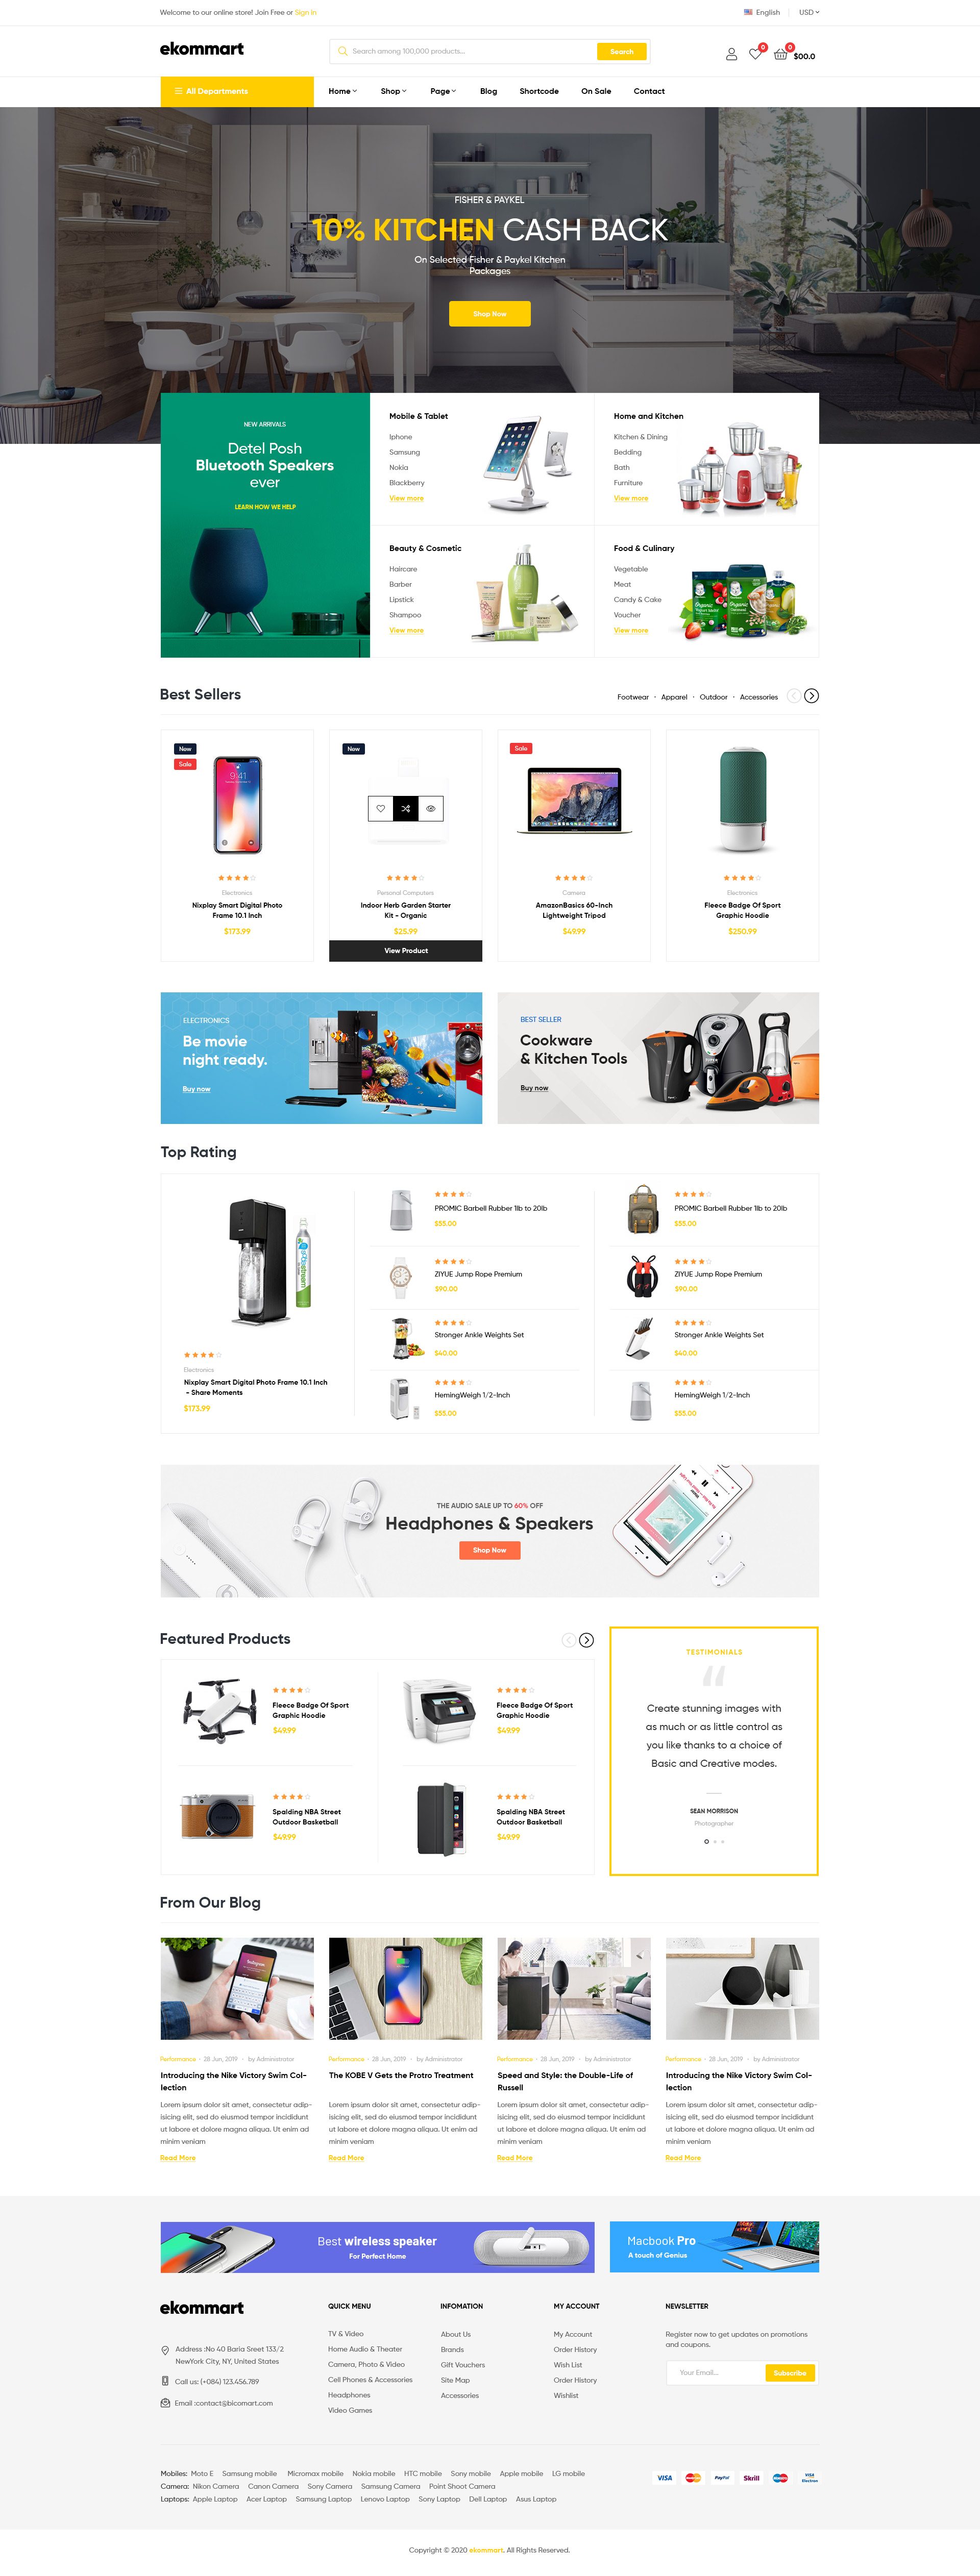 Welcome to our online store! Join Free or Sign in
English
USD
ekommart
Search among 100,000 products...
Search
0
0
$00.0
All Departments
Home
Shop
Page
Blog
Shortcode
On Sale
Contact
FISHER & PAYKEL
10% KITCHEN CASH BACK
On Selected Fisher & Paykel Kitchen
Packages
Shop Now
NEW ARRIVALS
Detel Posh
Bluetooth Speakers
ever
LEARN HOW WE HELP
Mobile & Tablet
Iphone
Samsung
Nokia
Blackberry
View more
Home and Kitchen
Kitchen & Dining
Bedding
Bath
Furniture
View more
Beauty & Cosmetic
Haircare
Barber
Lipstick
Shampoo
View more
Food & Culinary
Vegetable
Meat
Candy & Cake
Voucher
View more
Best Sellers
Footwear · Apparel · Outdoor · Accessories
New
Sale
9:41
Electronics
Nixplay Smart Digital Photo
Frame 10.1 Inch
$173.99
New
Personal Computers
Indoor Herb Garden Starter
Kit - Organic
$25.99
View Product
Sale
Camera
AmazonBasics 60-Inch
Lightweight Tripod
$49.99
Electronics
Fleece Badge Of Sport
Graphic Hoodie
$250.99
ELECTRONICS
Be movie
night ready.
Buy now
BEST SELLER
Cookware
& Kitchen Tools
Buy now
Top Rating
Electronics
Nixplay Smart Digital Photo Frame 10.1 Inch
- Share Moments
$173.99
PROMIC Barbell Rubber 1lb to 20lb
$55.00
ZIYUE Jump Rope Premium
$90.00
Stronger Ankle Weights Set
$40.00
HemingWeigh 1/2-Inch
$55.00
PROMIC Barbell Rubber 1lb to 20lb
$55.00
ZIYUE Jump Rope Premium
$90.00
Stronger Ankle Weights Set
$40.00
HemingWeigh 1/2-Inch
$55.00
THE AUDIO SALE UP TO 60% OFF
Headphones & Speakers
Shop Now
Featured Products
Fleece Badge Of Sport
Graphic Hoodie
$49.99
Fleece Badge Of Sport
Graphic Hoodie
$49.99
Spalding NBA Street
Outdoor Basketball
$49.99
Spalding NBA Street
Outdoor Basketball
$49.99
TESTIMONIALS
Create stunning images with
as much or as little control as
you like thanks to a choice of
Basic and Creative modes.
SEAN MORRISON
Photographer
From Our Blog
Performance · 28 Jun, 2019 · by Administrator
Introducing the Nike Victory Swim Col-
lection
Lorem ipsum dolor sit amet, consectetur adip-
isicing elit, sed do eiusmod tempor incididunt
ut labore et dolore magna aliqua. Ut enim ad
minim veniam
Read More
Performance · 28 Jun, 2019 · by Administrator
The KOBE V Gets the Protro Treatment
Lorem ipsum dolor sit amet, consectetur adip-
isicing elit, sed do eiusmod tempor incididunt
ut labore et dolore magna aliqua. Ut enim ad
minim veniam
Read More
Performance · 28 Jun, 2019 · by Administrator
Speed and Style: the Double-Life of
Russell
Lorem ipsum dolor sit amet, consectetur adip-
isicing elit, sed do eiusmod tempor incididunt
ut labore et dolore magna aliqua. Ut enim ad
minim veniam
Read More
Performance · 28 Jun, 2019 · by Administrator
Introducing the Nike Victory Swim Col-
lection
Lorem ipsum dolor sit amet, consectetur adip-
isicing elit, sed do eiusmod tempor incididunt
ut labore et dolore magna aliqua. Ut enim ad
minim veniam
Read More
Best wireless speaker
For Perfect Home
Macbook Pro
A touch of Genius
ekommart
Address :No 40 Baria Sreet 133/2
NewYork City, NY, United States
Call us: (+084) 123.456.789
Email :contact@bicomart.com
QUICK MENU
TV & Video
Home Audio & Theater
Camera, Photo & Video
Cell Phones & Accessories
Headphones
Video Games
INFOMATION
About Us
Brands
Gift Vouchers
Site Map
Accessories
MY ACCOUNT
My Account
Order History
Wish List
Order History
Wishlist
NEWSLETTER
Register now to get updates on promotions
and coupons.
Your Email...
Subscribe
Mobiles: Moto E Samsung mobile Micromax mobile Nokia mobile HTC mobile Sony mobile Apple mobile LG mobile
Camera: Nikon Camera Canon Camera Sony Camera Samsung Camera Point Shoot Camera
Laptops: Apple Laptop Acer Laptop Samsung Laptop Lenovo Laptop Sony Laptop Dell Laptop Asus Laptop
VISA
MasterCard
PayPal
Skrill
Maestro
VISA
Electron
Copyright © 2020 ekommart. All Rights Reserved.